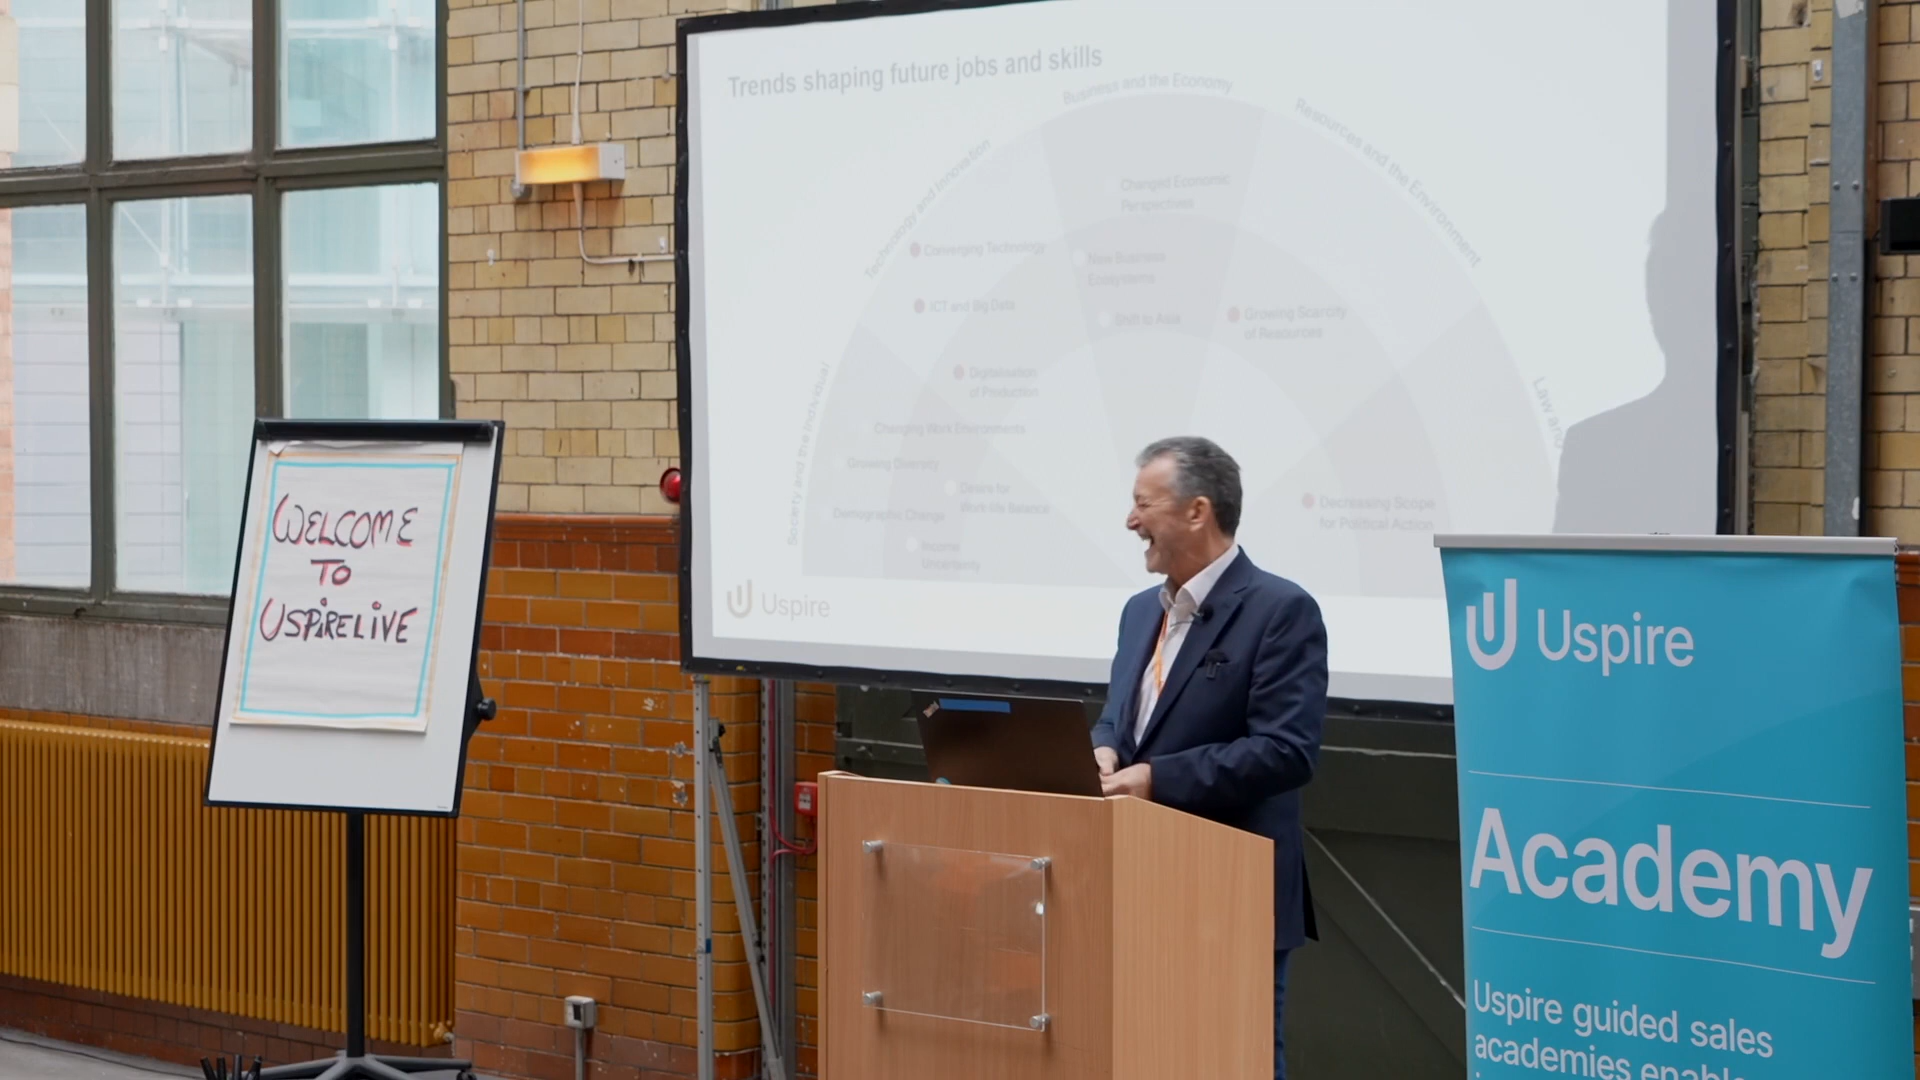 WELCOME
TO
USPIRELIVE
Trends shaping future jobs and skills
Business and the Economy
Resources and the Environment
Technology and Innovation
Society and the Individual
Law and
Changed Economic
Perspectives
Converging Technology
New Business
Ecosystems
ICT and Big Data
Shift to Asia
Growing Scarcity
of Resources
Digitalisation
of Production
Changing Work Environments
Growing Diversity
Desire for
Work-Life Balance
Demographic Change
Income
Uncertainty
Decreasing Scope
for Political Action
Uspire
Uspire
Academy
Uspire guided sales
academies enable